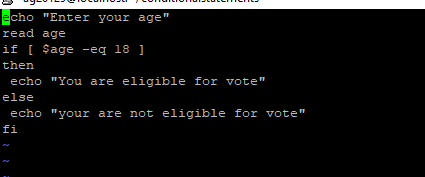 echo "Enter your age"
read age
if [ $age -eq 18 ]
then
 echo "You are eligible for vote"
else
 echo "your are not eligible for vote"
fi
~
~
~